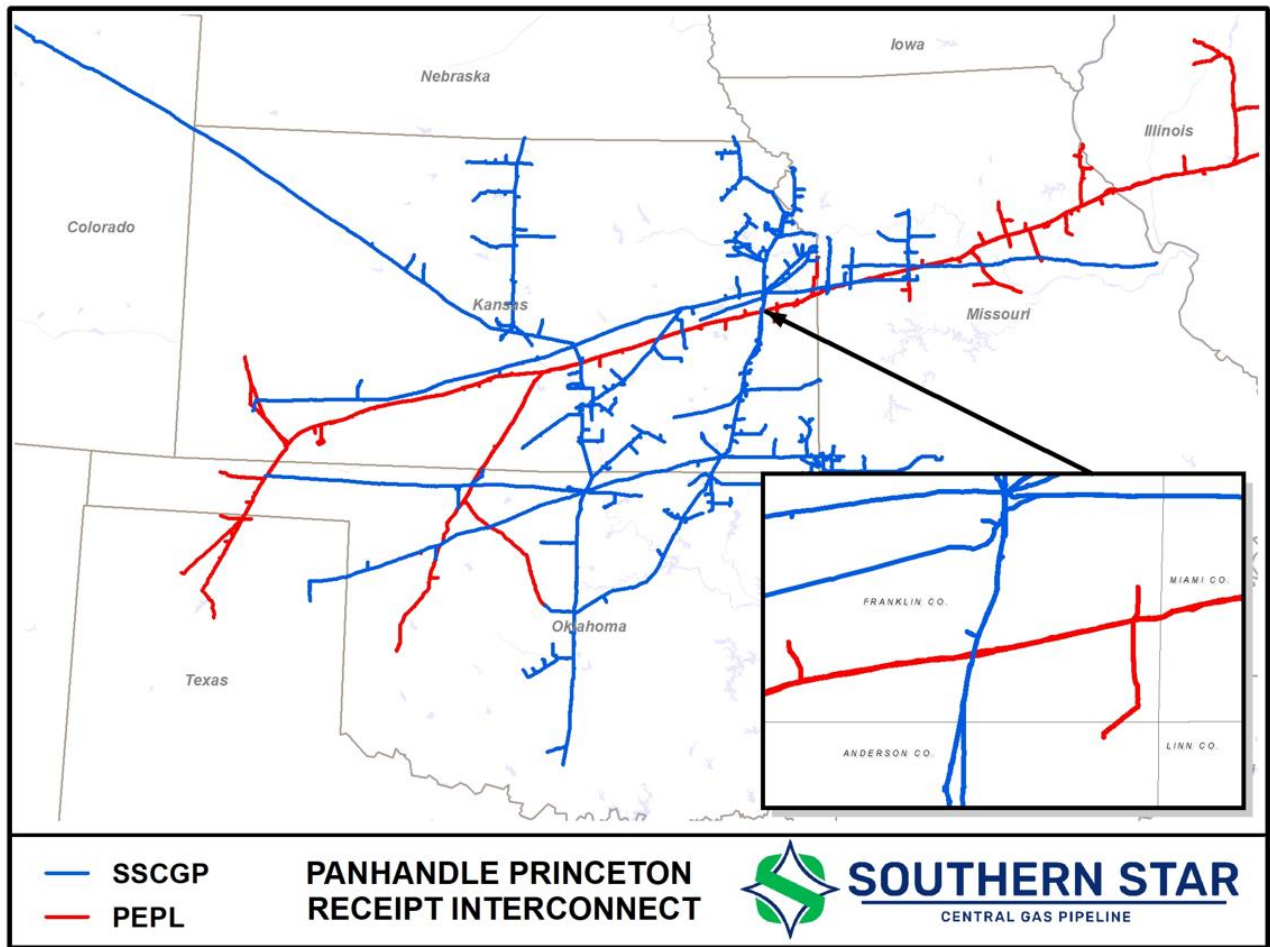 Iowa
Nebraska
Illinois
Colorado
Kansas
Missouri
MIAMI CO.
FRANKLIN CO.
Oklahoma
Texas
ANDERSON CO.
LINN CO.
SSCGP
PEPL
PANHANDLE PRINCETON
RECEIPT INTERCONNECT
SOUTHERN STAR
CENTRAL GAS PIPELINE